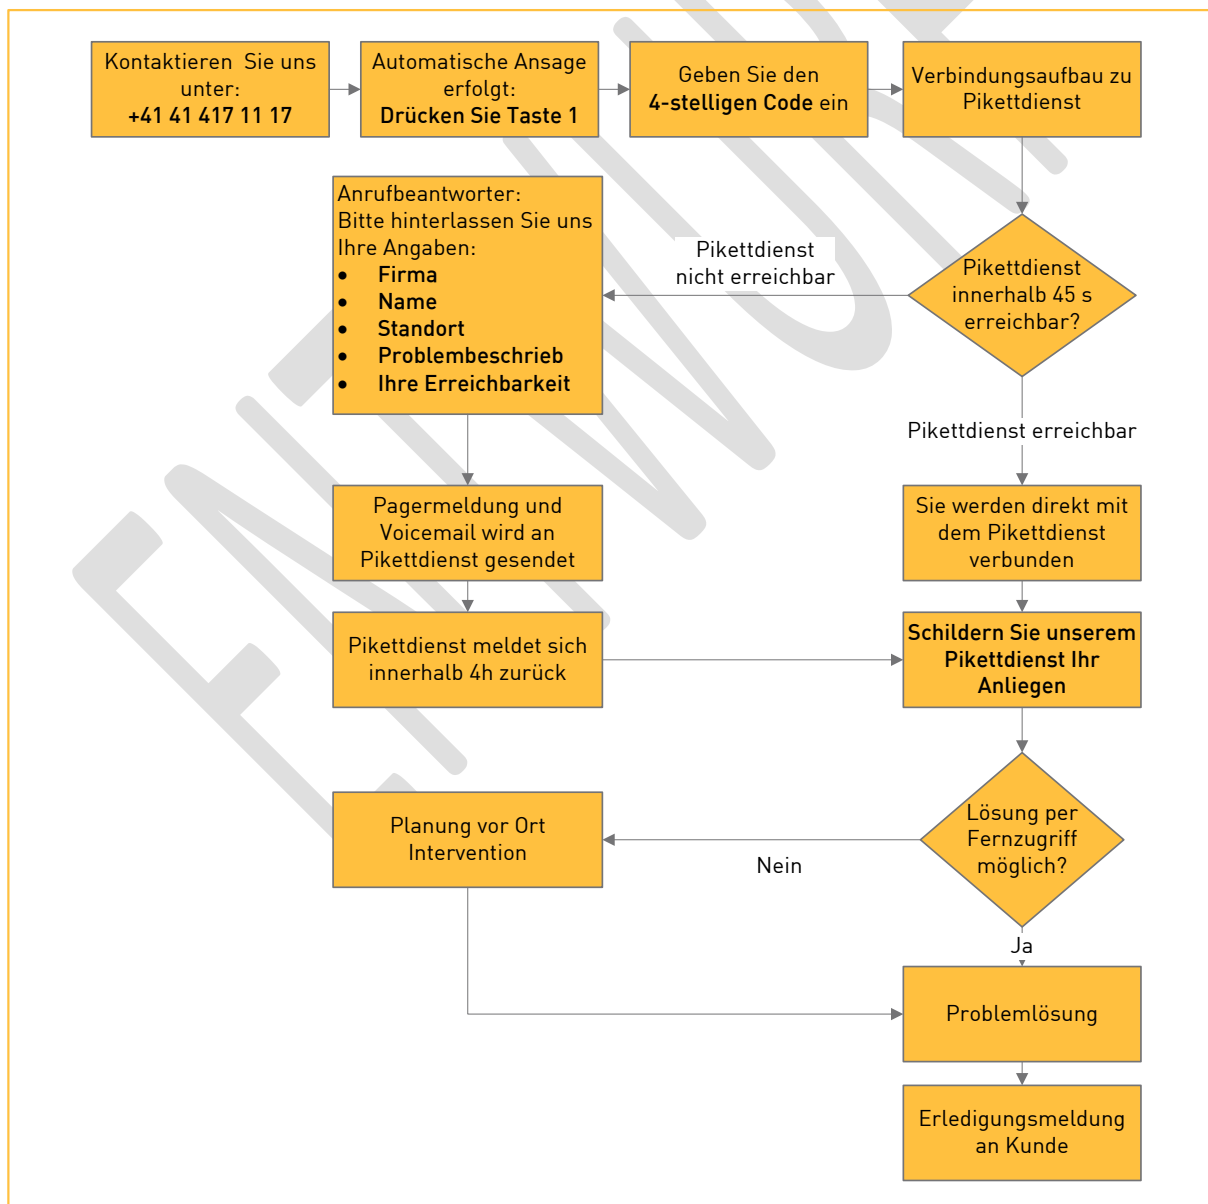 Kontaktieren Sie uns
unter:
+41 41 417 11 17
Automatische Ansage
erfolgt:
Drücken Sie Taste 1
Geben Sie den
4-stelligen Code ein
Verbindungsaufbau zu
Pikettdienst
Anrufbeantworter:
Bitte hinterlassen Sie uns
Ihre Angaben:
• Firma
• Name
• Standort
• Problembeschrieb
• Ihre Erreichbarkeit
Pikettdienst
nicht erreichbar
Pikettdienst
innerhalb 45 s
erreichbar?
Pikettdienst erreichbar
Pagermeldung und
Voicemail wird an
Pikettdienst gesendet
Sie werden direkt mit
dem Pikettdienst
verbunden
Pikettdienst meldet sich
innerhalb 4h zurück
Schildern Sie unserem
Pikettdienst Ihr
Anliegen
Planung vor Ort
Intervention
Nein
Lösung per
Fernzugriff
möglich?
Ja
Problemlösung
Erledigungsmeldung
an Kunde
ENTWURF